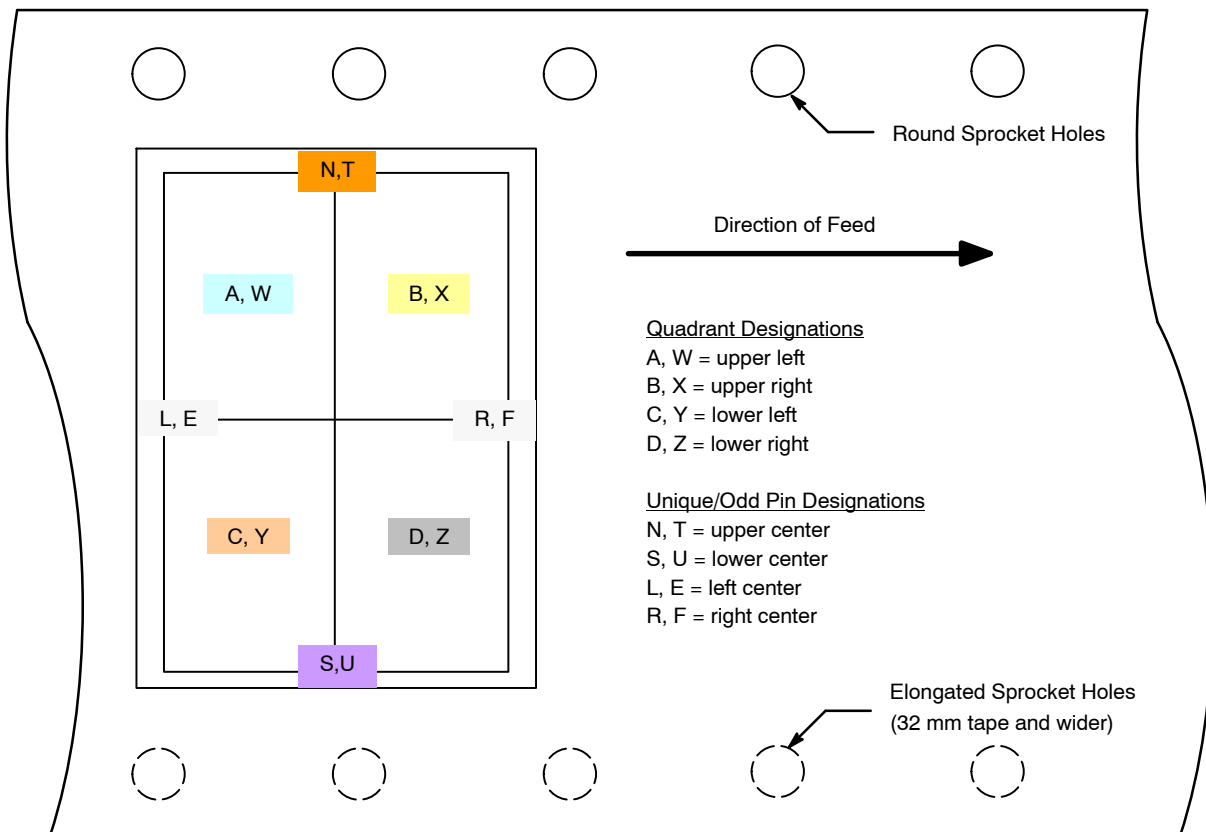 Round Sprocket Holes
N,T
Direction of Feed
A, W
B, X
Quadrant Designations
A, W = upper left
B, X = upper right
C, Y = lower left
D, Z = lower right
L, E
R, F
Unique/Odd Pin Designations
N, T = upper center
S, U = lower center
L, E = left center
R, F = right center
C, Y
D, Z
S,U
Elongated Sprocket Holes
(32 mm tape and wider)